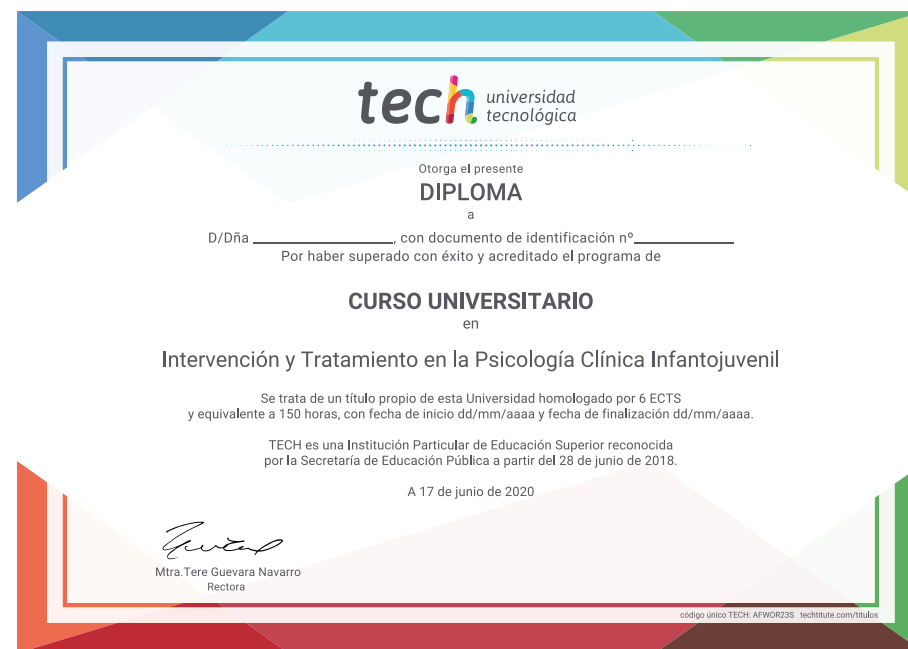 tech universidad
tecnológica
Otorga el presente
DIPLOMA
a
D/Dña ____________________, con documento de identificación nº______________
Por haber superado con éxito y acreditado el programa de
CURSO UNIVERSITARIO
en
Intervención y Tratamiento en la Psicología Clínica Infantojuvenil
Se trata de un título propio de esta Universidad homologado por 6 ECTS
y equivalente a 150 horas, con fecha de inicio dd/mm/aaaa y fecha de finalización dd/mm/aaaa.
TECH es una Institución Particular de Educación Superior reconocida
por la Secretaría de Educación Pública a partir del 28 de junio de 2018.
A 17 de junio de 2020
Mtra.Tere Guevara Navarro
Rectora
código único TECH: AFWOR23S techtitute.com/titulos